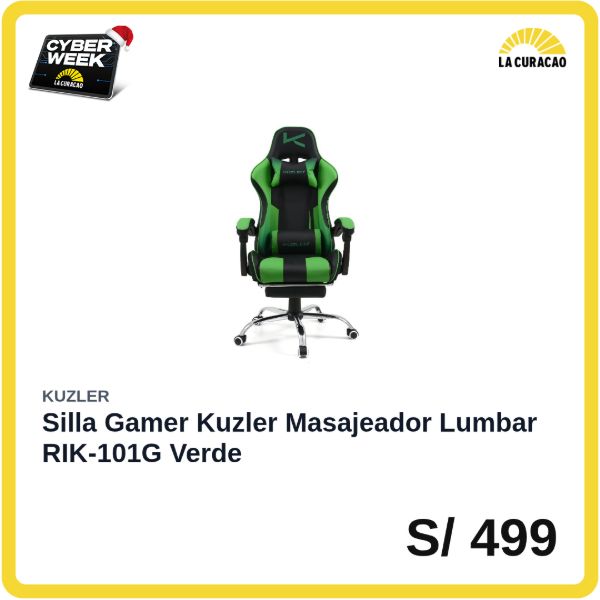 CYBER
WEEK
LA CURACAO
LA CURACAO
KUZLER
Silla Gamer Kuzler Masajeador Lumbar
RIK-101G Verde
S/ 499